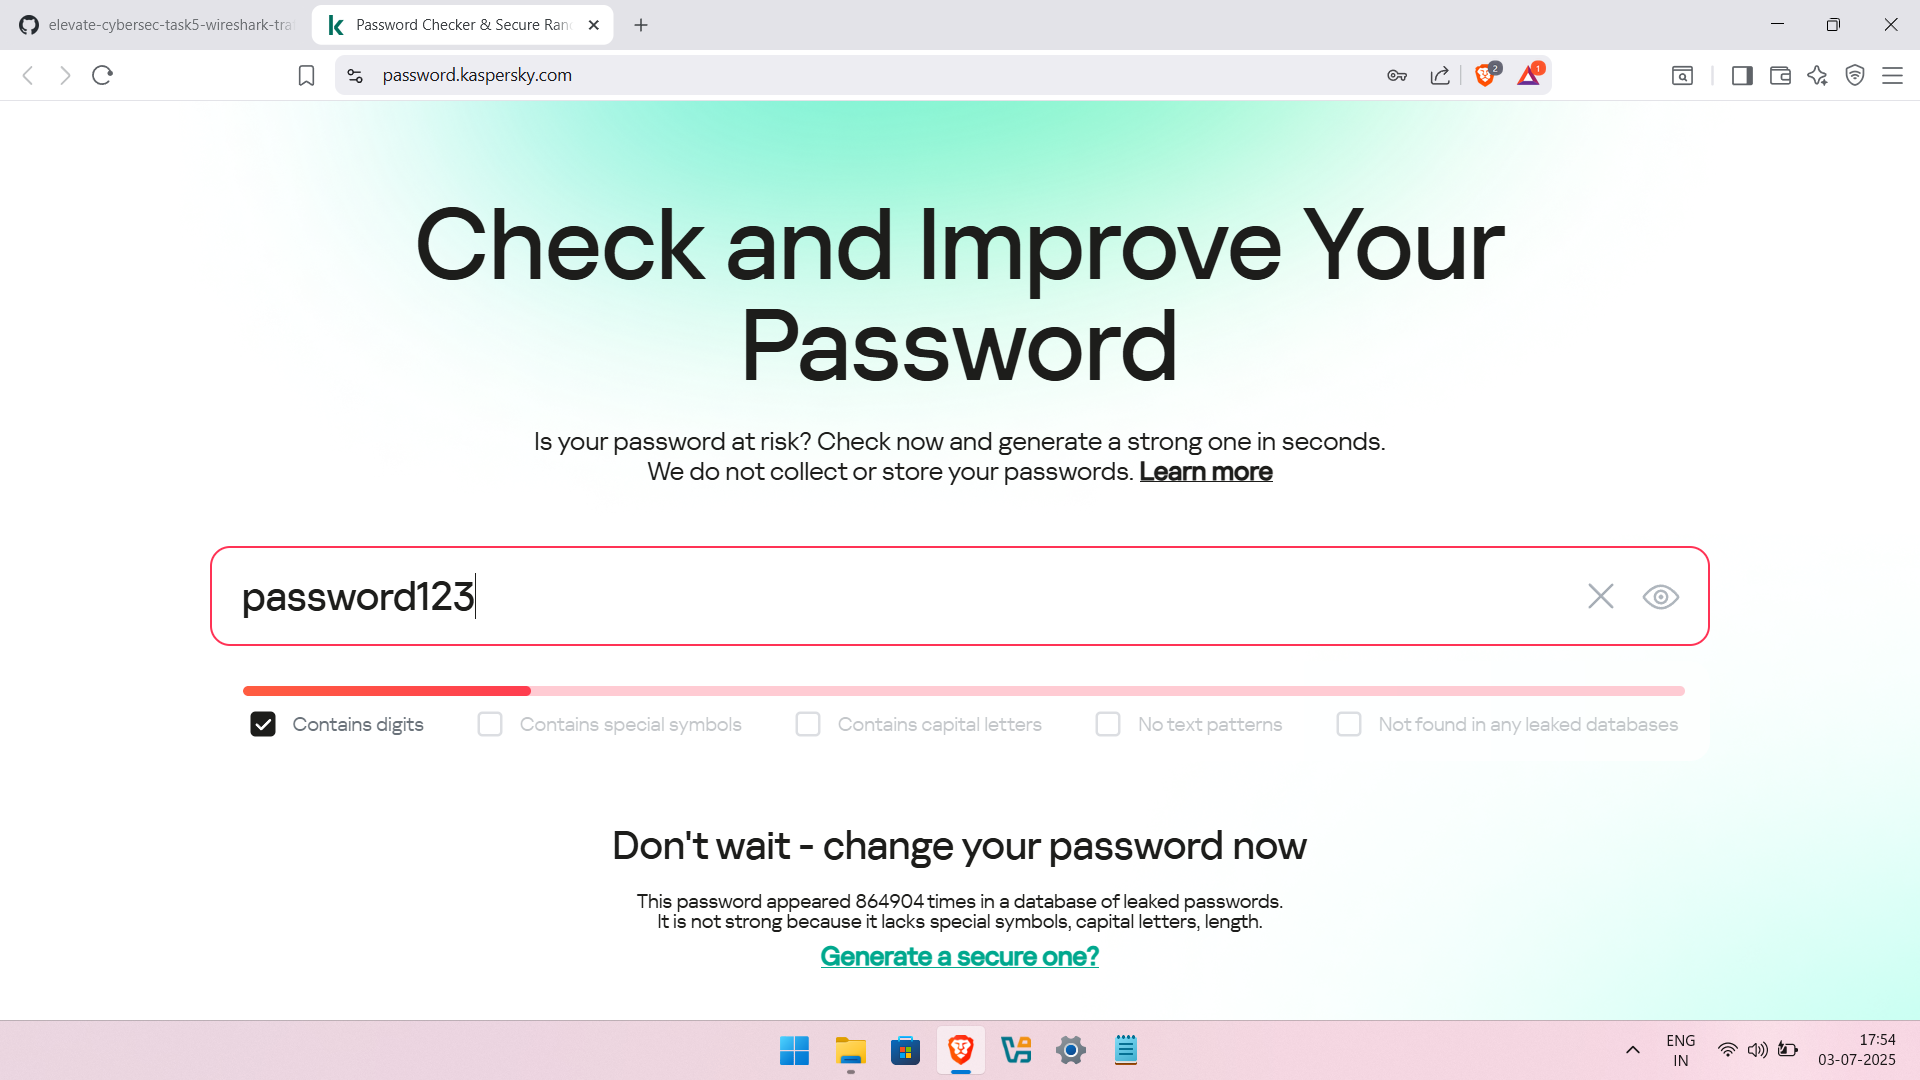 elevate-cybersec-task5-wireshark-tra
Password Checker & Secure Ran
password.kaspersky.com
2
1
Check and Improve Your
Password
Is your password at risk? Check now and generate a strong one in seconds.
We do not collect or store your passwords. Learn more
password123
Contains digits
Contains special symbols
Contains capital letters
No text patterns
Not found in any leaked databases
Don't wait - change your password now
This password appeared 864904 times in a database of leaked passwords.
It is not strong because it lacks special symbols, capital letters, length.
Generate a secure one?
ENG
IN
17:54
03-07-2025